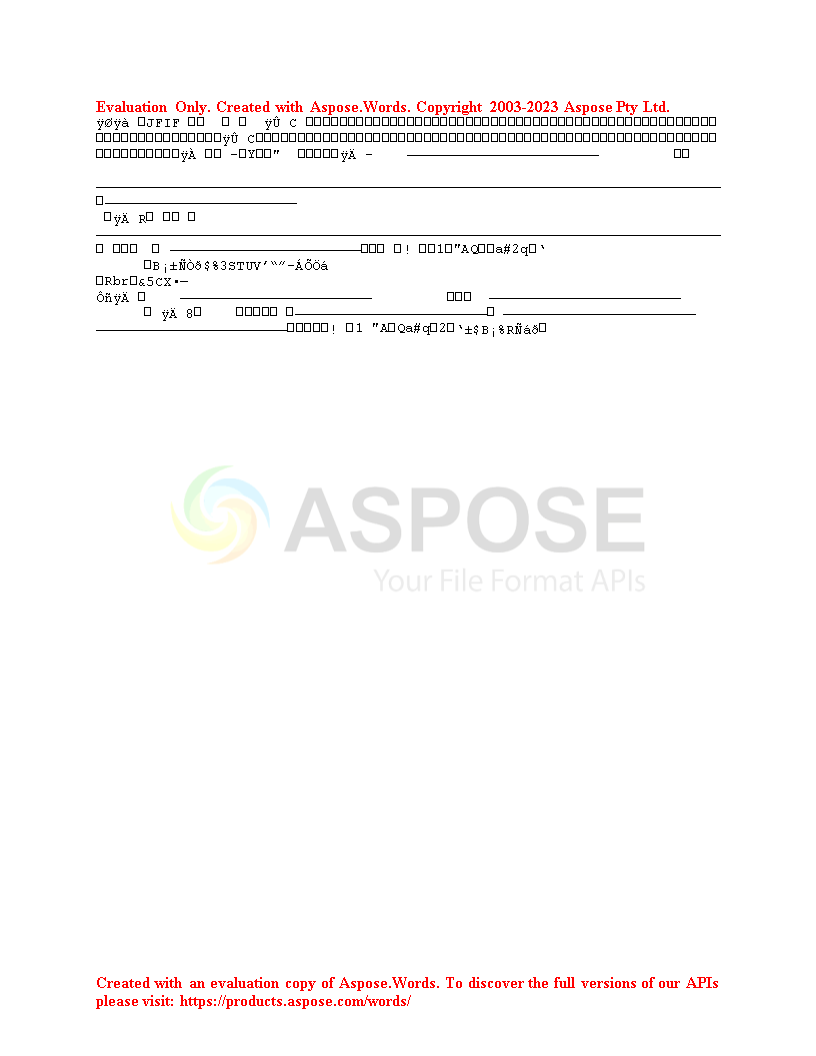 Evaluation Only. Created with Aspose.Words. Copyright 2003-2023 Aspose Pty Ltd.
ÿØÿà JFIF ÿÛ C
ÿÛ C
ÿÀ –Y" ÿÄ –
ÿÄ R
! 1"AQa#2q‘
B¡±ÑÒð$%3STUV’“”–ÁÕÖá
Rbr&5CX•—
ÔñÿÄ
ÿÄ 8
! 1 "AQa#q2‘±$B¡%RÑáð
ASPOSE
Your File Format APIs
Created with an evaluation copy of Aspose.Words. To discover the full versions of our APIs
please visit: https://products.aspose.com/words/